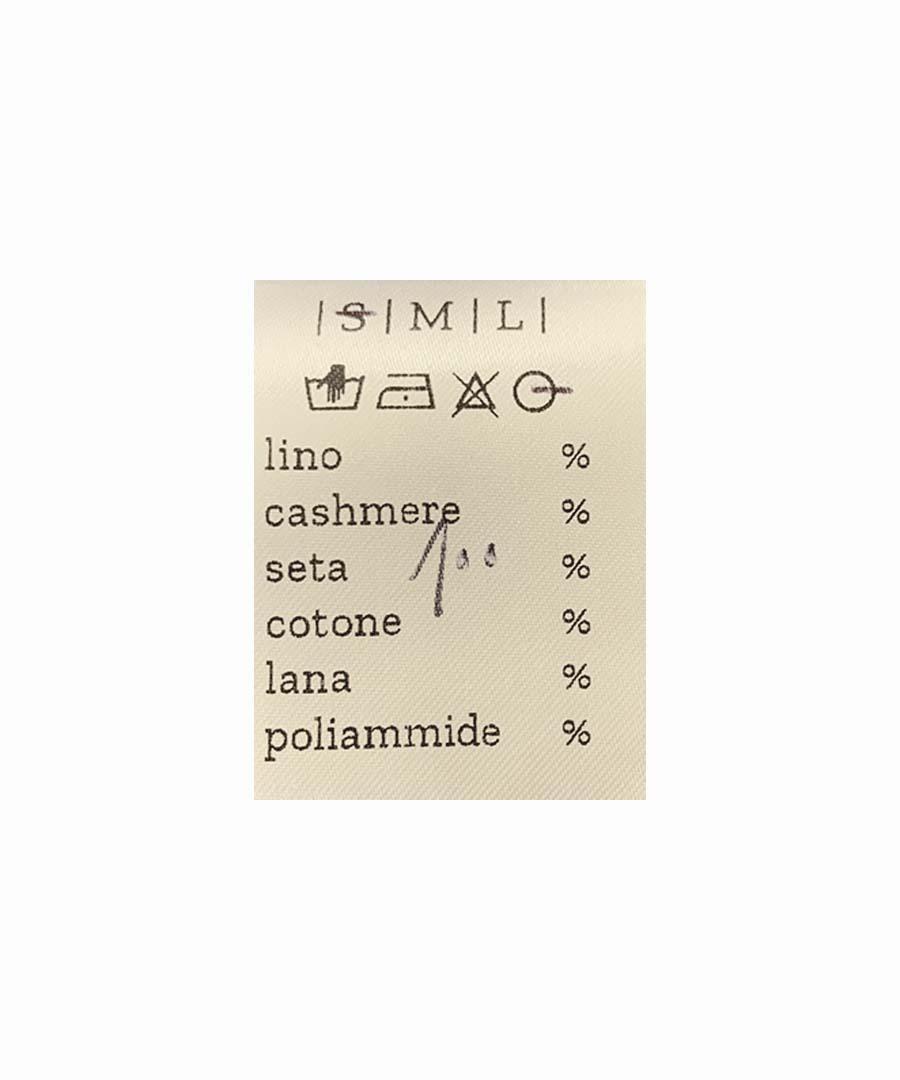 |S|M|L|
lino %
cashmere %
seta 100 %
cotone %
lana %
poliammide %